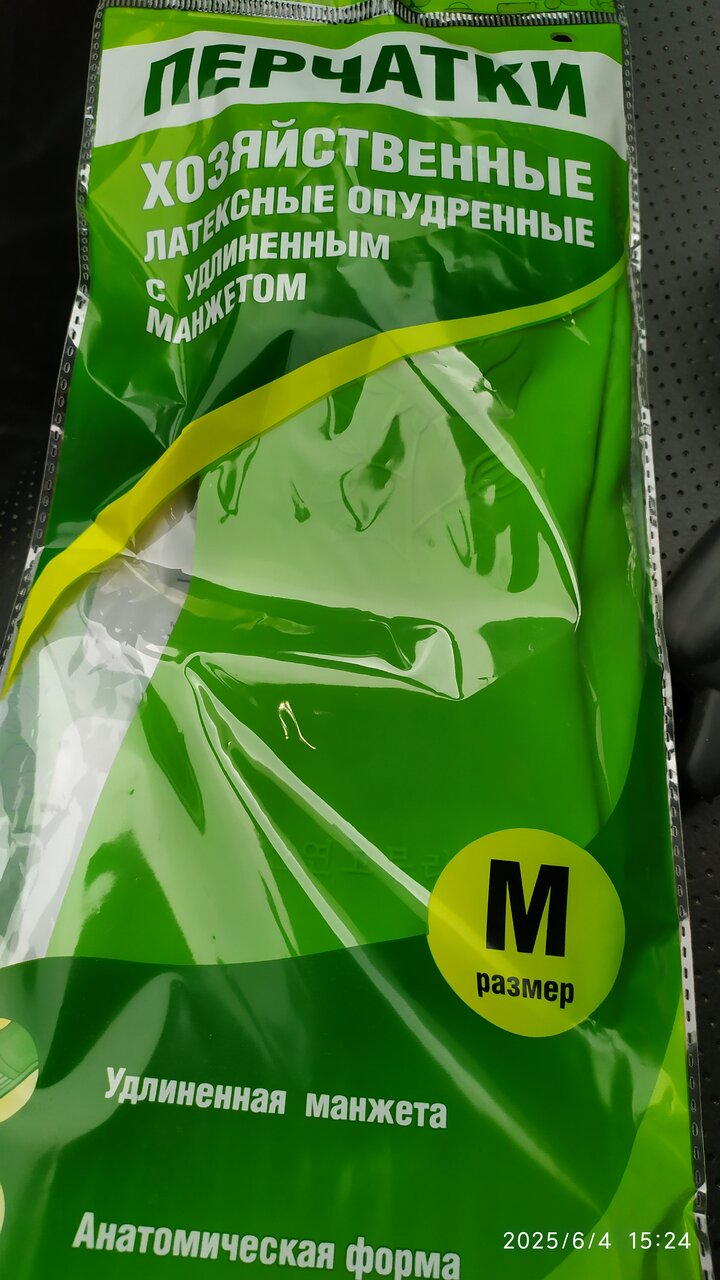 ПЕРЧАТКИ
ХОЗЯЙСТВЕННЫЕ
ЛАТЕКСНЫЕ ОПУДРЕННЫЕ
С УДЛИНЕННЫМ
МАНЖЕТОМ
M
размер
Удлиненная манжета
Анатомическая форма
2025/6/4 15:24